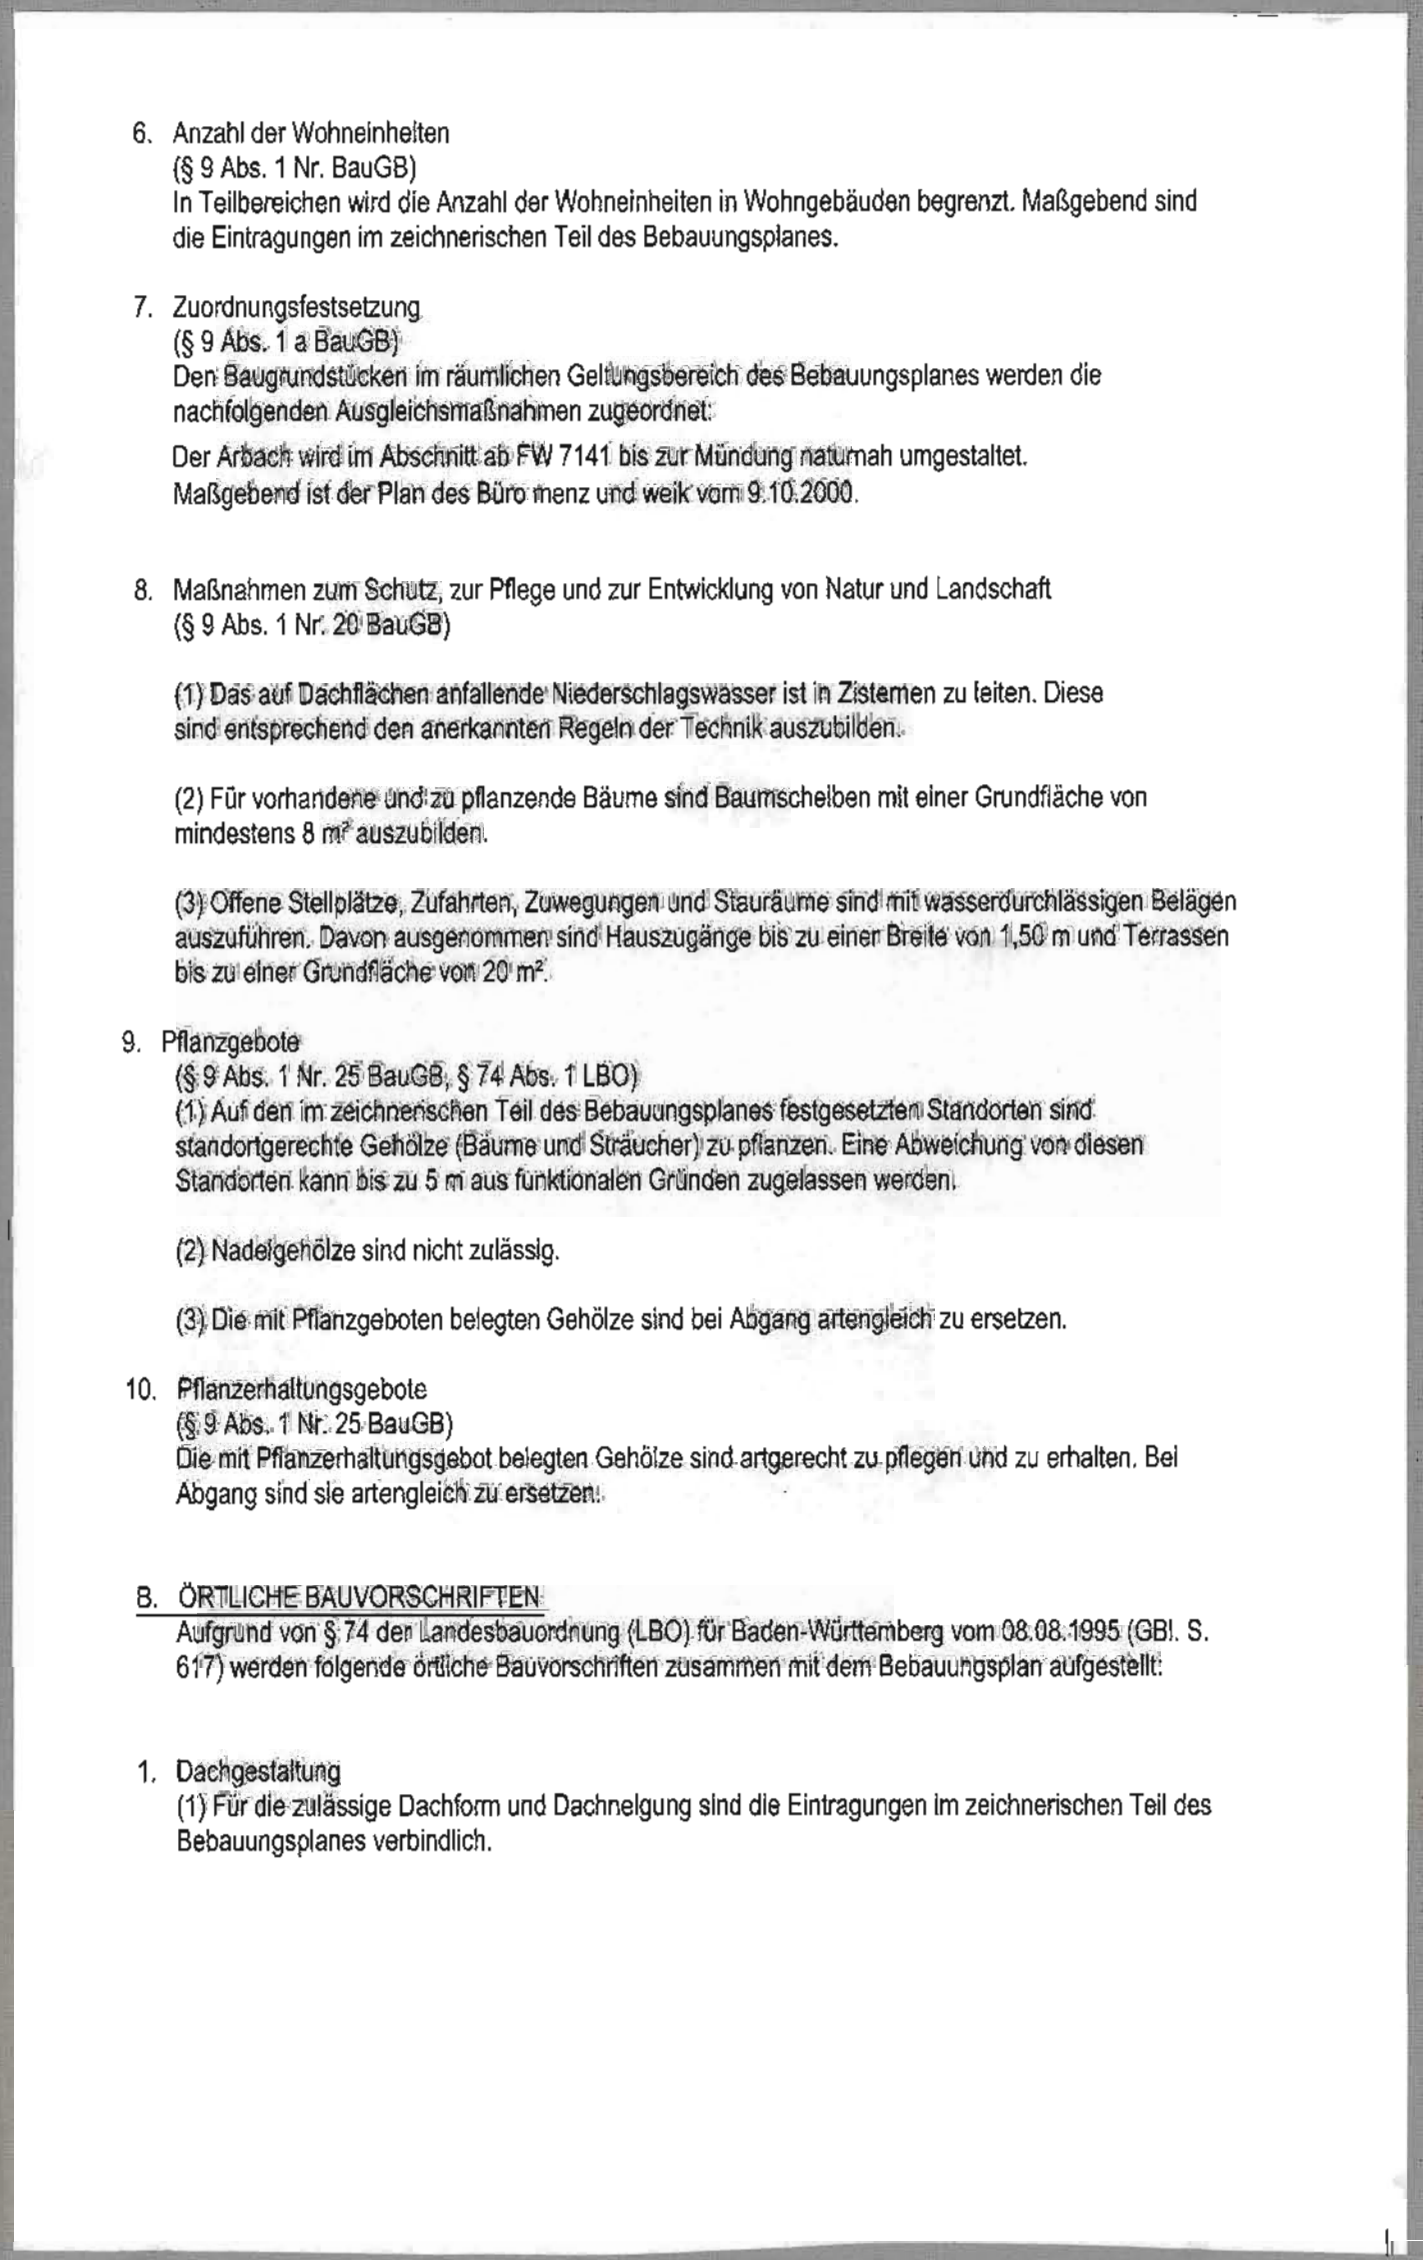 6. Anzahl der Wohneinheiten
(§ 9 Abs. 1 Nr. BauGB)
In Teilbereichen wird die Anzahl der Wohneinheiten in Wohngebäuden begrenzt. Maßgebend sind
die Eintragungen im zeichnerischen Teil des Bebauungsplanes.
7. Zuordnungsfestsetzung
(§ 9 Abs. 1 a BauGB)
Den Baugrundstücken im räumlichen Geltungsbereich des Bebauungsplanes werden die
nachfolgenden Ausgleichsmaßnahmen zugeordnet:
Der Arbach wird im Abschnitt ab FW 7141 bis zur Mündung naturnah umgestaltet.
Maßgebend ist der Plan des Büro menz und weik vom 9.10.2000.
8. Maßnahmen zum Schutz, zur Pflege und zur Entwicklung von Natur und Landschaft
(§ 9 Abs. 1 Nr. 20 BauGB)
(1) Das auf Dachflächen anfallende Niederschlagswasser ist in Zisternen zu leiten. Diese
sind entsprechend den anerkannten Regeln der Technik auszubilden.
(2) Für vorhandene und zu pflanzende Bäume sind Baumscheiben mit einer Grundfläche von
mindestens 8 m² auszubilden.
(3) Offene Stellplätze, Zufahrten, Zuwegungen und Stauräume sind mit wasserdurchlässigen Belägen
auszuführen. Davon ausgenommen sind Hauszugänge bis zu einer Breite von 1,50 m und Terrassen
bis zu einer Grundfläche von 20 m².
9. Pflanzgebote
(§ 9 Abs. 1 Nr. 25 BauGB, § 74 Abs. 1 LBO)
(1) Auf den im zeichnerischen Teil des Bebauungsplanes festgesetzten Standorten sind
standortgerechte Gehölze (Bäume und Sträucher) zu pflanzen. Eine Abweichung von diesen
Standorten kann bis zu 5 m aus funktionalen Gründen zugelassen werden.
(2) Nadelgehölze sind nicht zulässig.
(3) Die mit Pflanzgeboten belegten Gehölze sind bei Abgang artengleich zu ersetzen.
10. Pflanzerhaltungsgebote
(§ 9 Abs. 1 Nr. 25 BauGB)
Die mit Pflanzerhaltungsgebot belegten Gehölze sind artgerecht zu pflegen und zu erhalten. Bei
Abgang sind sie artengleich zu ersetzen.
B. ÖRTLICHE BAUVORSCHRIFTEN
Aufgrund von § 74 der Landesbauordnung (LBO) für Baden-Württemberg vom 08.08.1995 (GBl. S.
617) werden folgende örtliche Bauvorschriften zusammen mit dem Bebauungsplan aufgestellt:
1. Dachgestaltung
(1) Für die zulässige Dachform und Dachneigung sind die Eintragungen im zeichnerischen Teil des
Bebauungsplanes verbindlich.